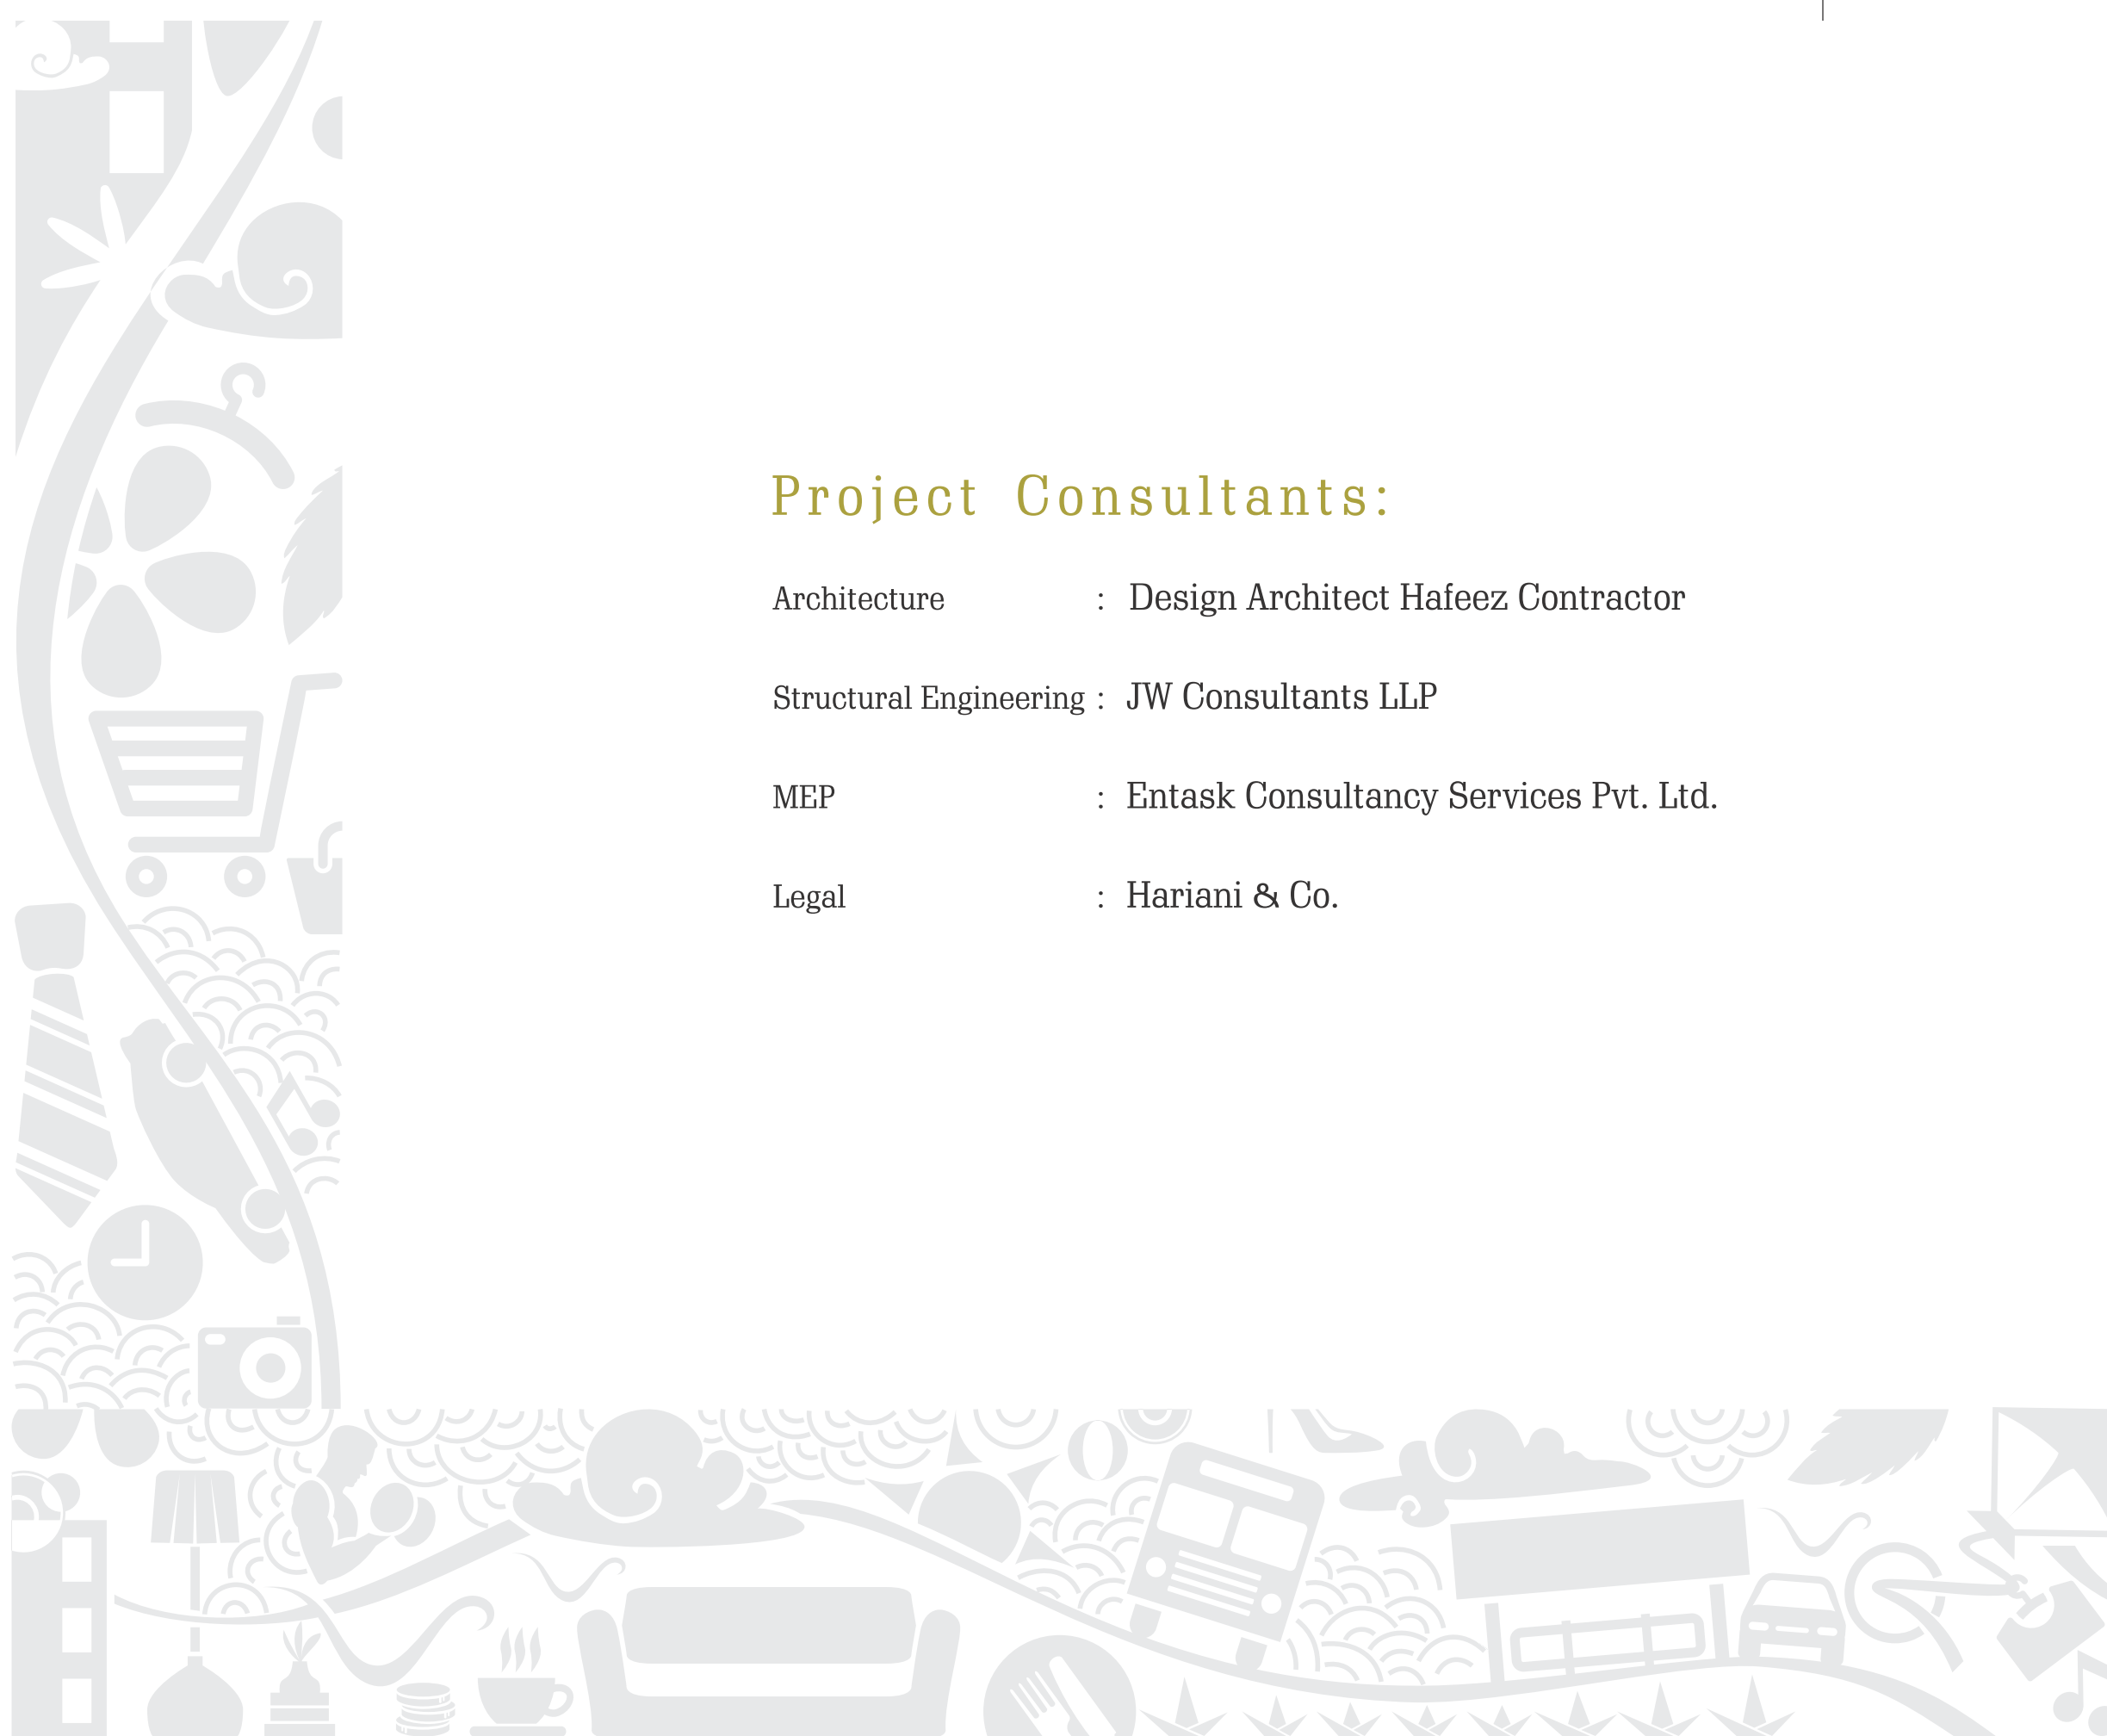 Project Consultants:
Architecture : Design Architect Hafeez Contractor
Structural Engineering : JW Consultants LLP
MEP : Entask Consultancy Services Pvt. Ltd.
Legal : Hariani & Co.